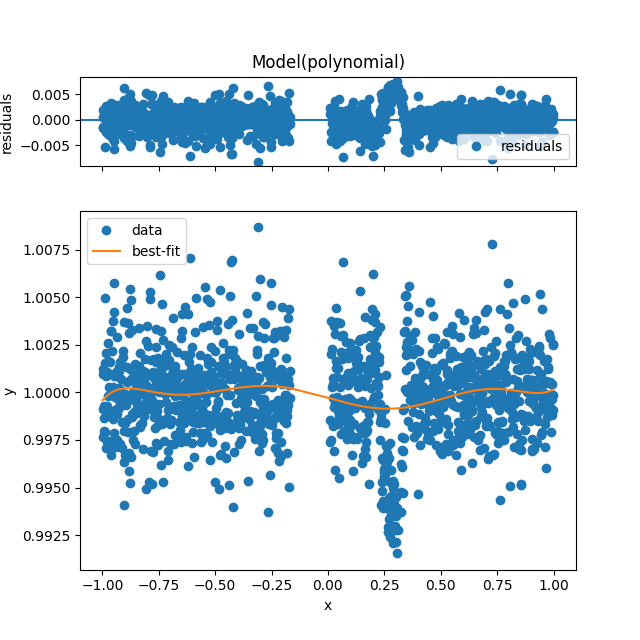 Model(polynomial)
residuals
0.005
0.000
−0.005
residuals
data
best-fit
y
1.0075
1.0050
1.0025
1.0000
0.9975
0.9950
0.9925
−1.00 −0.75 −0.50 −0.25 0.00 0.25 0.50 0.75 1.00
x